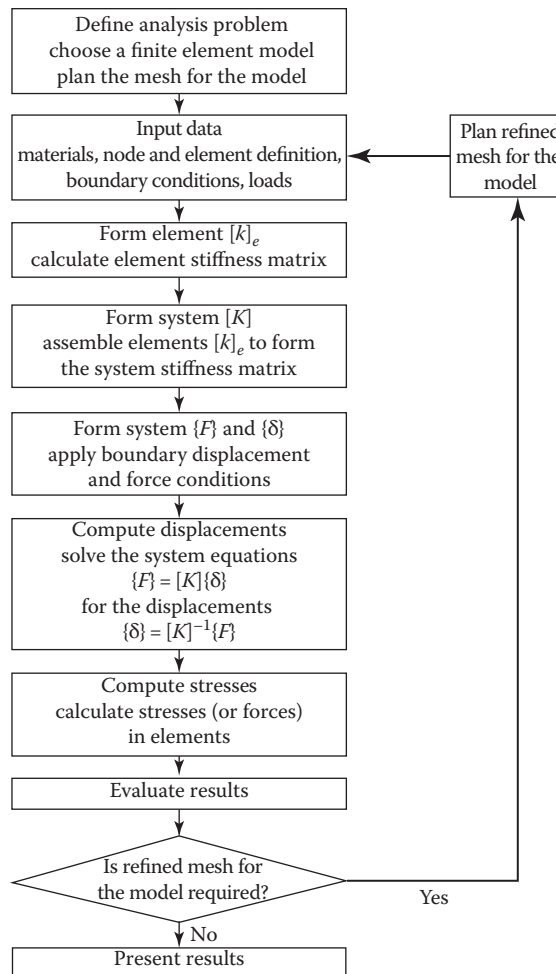 Define analysis problem
choose a finite element model
plan the mesh for the model
Input data
materials, node and element definition,
boundary conditions, loads
Plan refined
mesh for the
model
Form element [k]e
calculate element stiffness matrix
Form system [K]
assemble elements [k]e to form
the system stiffness matrix
Form system {F} and {δ}
apply boundary displacement
and force conditions
Compute displacements
solve the system equations
{F} = [K]{δ}
for the displacements
{δ} = [K]−1{F}
Compute stresses
calculate stresses (or forces)
in elements
Evaluate results
Is refined mesh for
the model required?
Yes
No
Present results